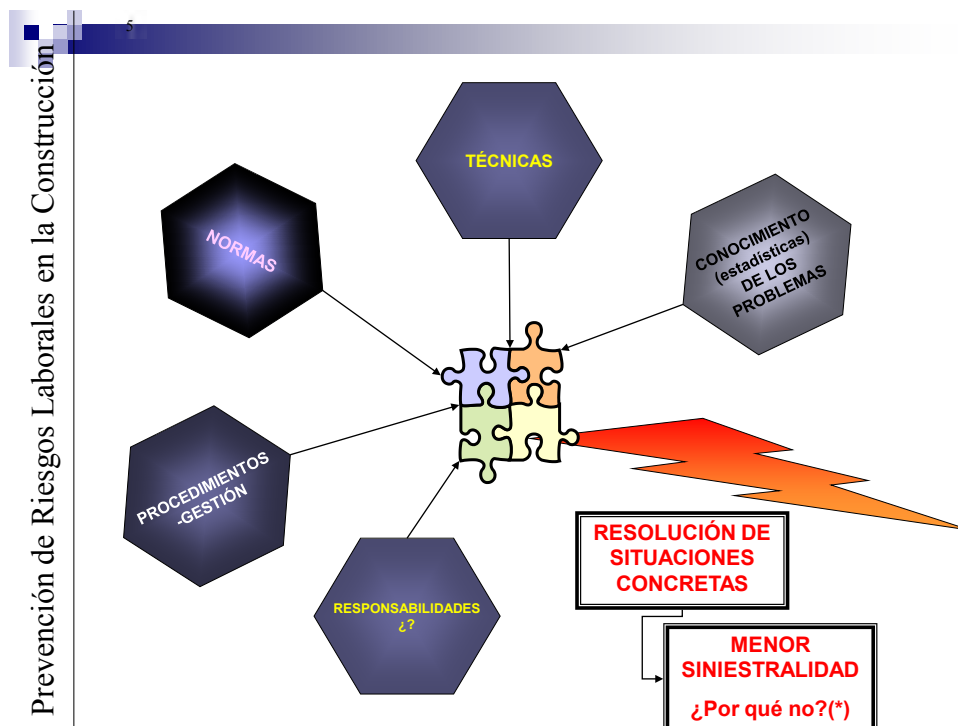 5
Prevención de Riesgos Laborales en la Construcción
TÉCNICAS
NORMAS
CONOCIMIENTO
(estadísticas)
DE LOS
PROBLEMAS
PROCEDIMIENTOS
-GESTIÓN
RESPONSABILIDADES
¿?
RESOLUCIÓN DE
SITUACIONES
CONCRETAS
MENOR
SINIESTRALIDAD
¿Por qué no?(*)